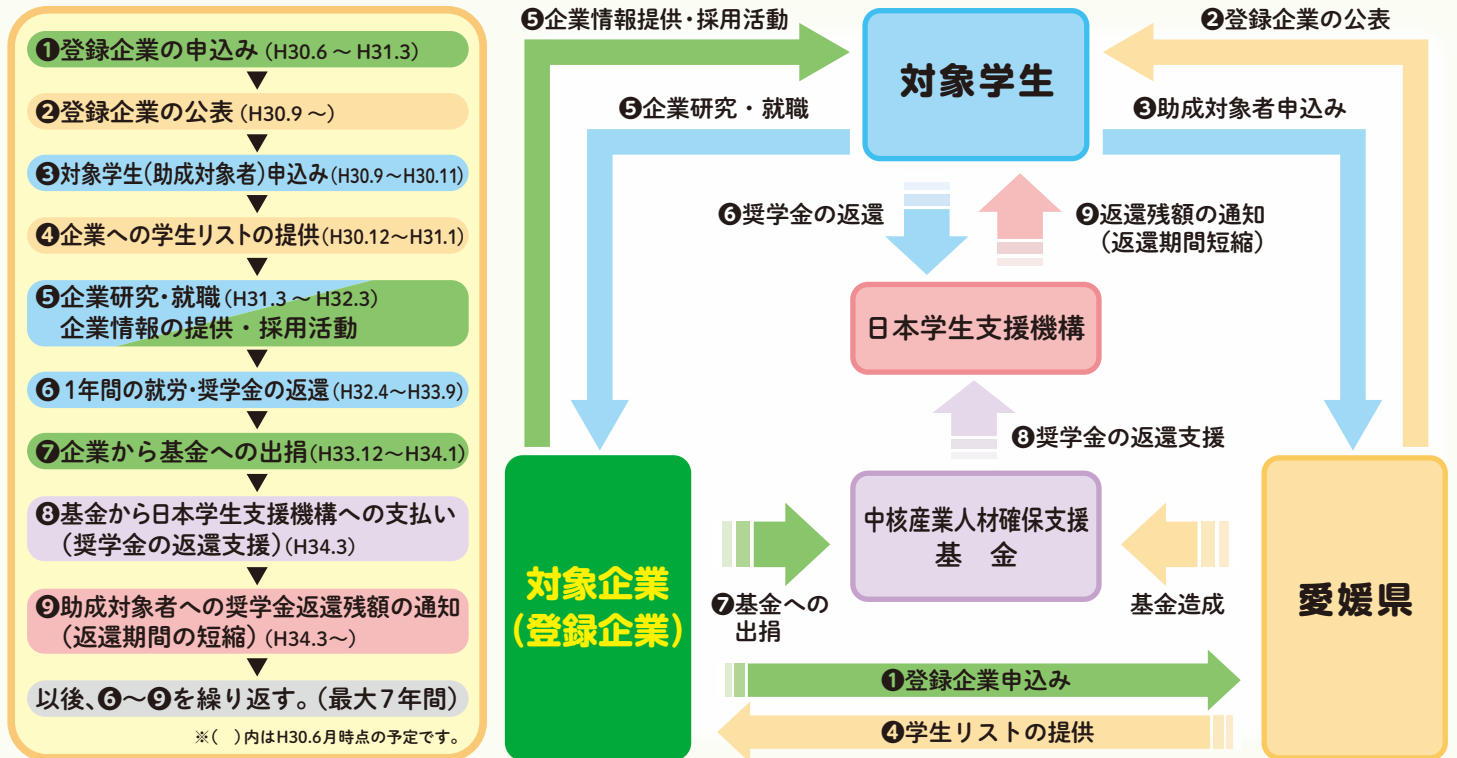 ❶登録企業の申込み (H30.6 ~ H31.3)
▼
❷登録企業の公表 (H30.9 ~)
▼
❸対象学生(助成対象者)申込み(H30.9~H30.11)
▼
❹企業への学生リストの提供(H30.12~H31.1)
▼
❺企業研究・就職 (H31.3 ~ H32.3)
企業情報の提供・採用活動
▼
❻1年間の就労・奨学金の返還(H32.4~H33.9)
▼
❼企業から基金への出捐(H33.12~H34.1)
▼
❽基金から日本学生支援機構への支払い
(奨学金の返還支援)(H34.3)
▼
❾助成対象者への奨学金返還残額の通知
(返還期間の短縮) (H34.3~)
▼
以後、❻~❾を繰り返す。(最大7年間)
※( )内はH30.6月時点の予定です。
❺企業情報提供・採用活動
❷登録企業の公表
対象学生
❺企業研究・就職
❸助成対象者申込み
❻奨学金の返還
❾返還残額の通知
(返還期間短縮)
日本学生支援機構
❽奨学金の返還支援
中核産業人材確保支援
基 金
対象企業
(登録企業)
愛媛県
❼基金への
出捐
基金造成
❶登録企業申込み
❹学生リストの提供